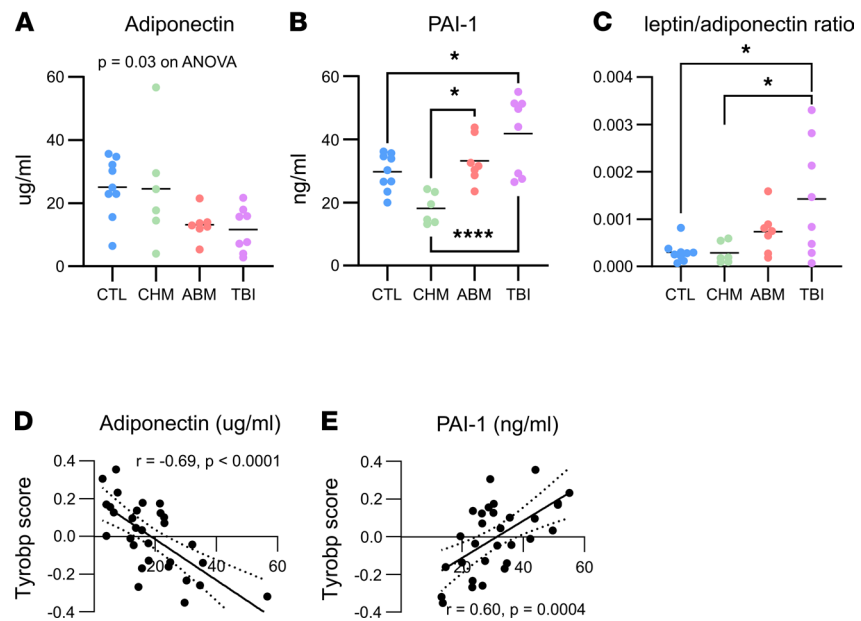 A Adiponectin
p = 0.03 on ANOVA
60
40
20
0
ug/ml
CTL CHM ABM TBI
B PAI-1
60
40
20
0
ng/ml
*
*
****
CTL CHM ABM TBI
C leptin/adiponectin ratio
0.004
0.003
0.002
0.001
0.000
*
*
CTL CHM ABM TBI
D Adiponectin (ug/ml)
r = -0.69, p < 0.0001
Tyrobp score
0.4
0.2
0.0
-0.2
-0.4
20 40 60
E PAI-1 (ng/ml)
Tyrobp score
0.4
0.2
0.0
-0.2
-0.4
20 40 60
r = 0.60, p = 0.0004